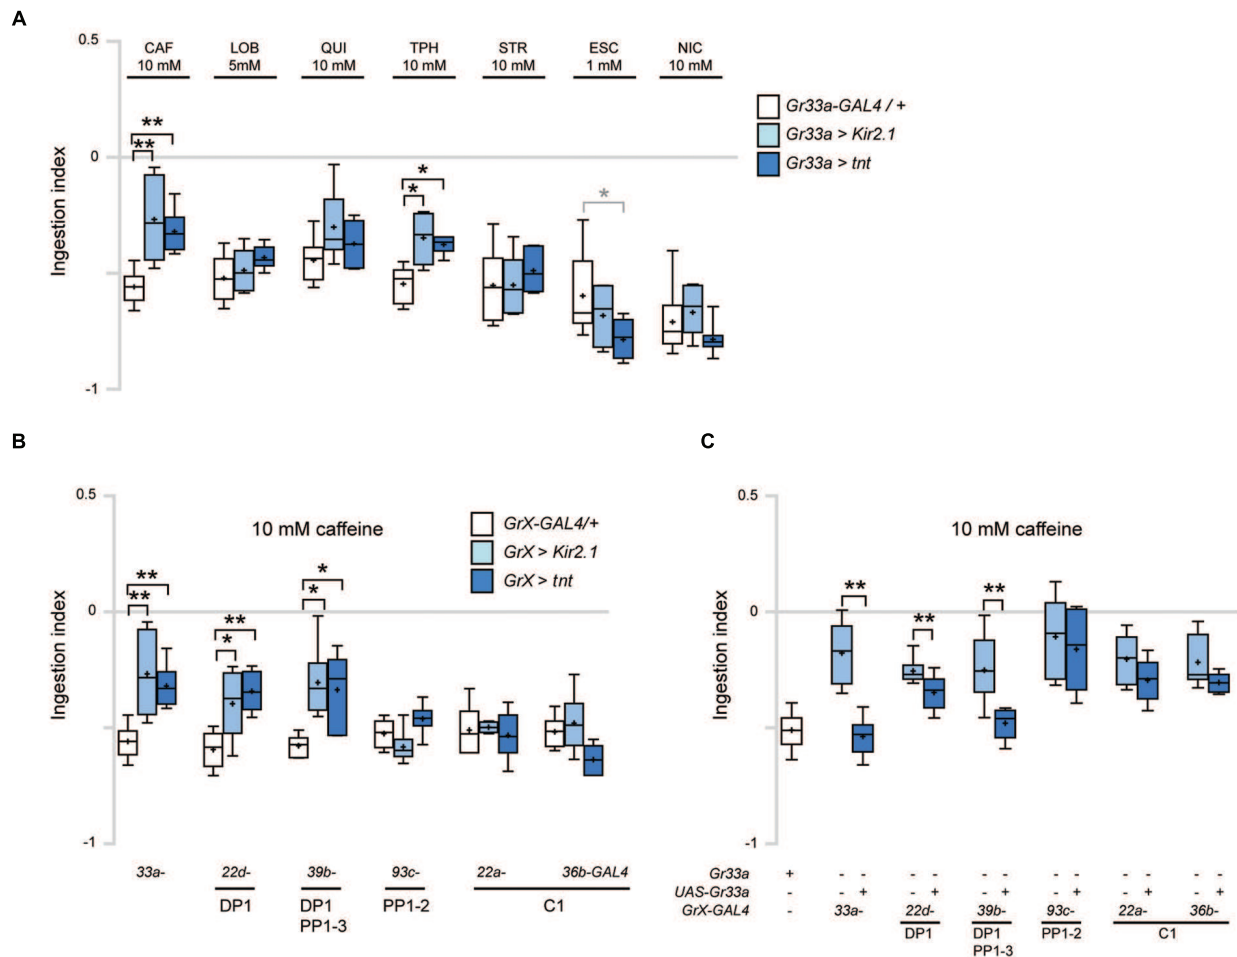 A
0.5
0
-1
Ingestion index
CAF LOB QUI TPH STR ESC NIC
10 mM 5mM 10 mM 10 mM 10 mM 1 mM 10 mM
** ** * * *
Gr33a-GAL4 / +
Gr33a > Kir2.1
Gr33a > tnt
B
0.5
0
-1
Ingestion index
10 mM caffeine
GrX-GAL4/+
GrX > Kir2.1
GrX > tnt
** ** ** * * *
33a- 22d- 39b- 93c- 22a- 36b-GAL4
DP1 DP1 PP1-2 C1
PP1-3
C
0.5
0
-1
Ingestion index
10 mM caffeine
** ** **
Gr33a + - - - - - - - - - - - -
UAS-Gr33a - - + - + - + - + - + - +
GrX-GAL4 - 33a- 22d- 39b- 93c- 22a- 36b-
DP1 DP1 PP1-2 C1
PP1-3